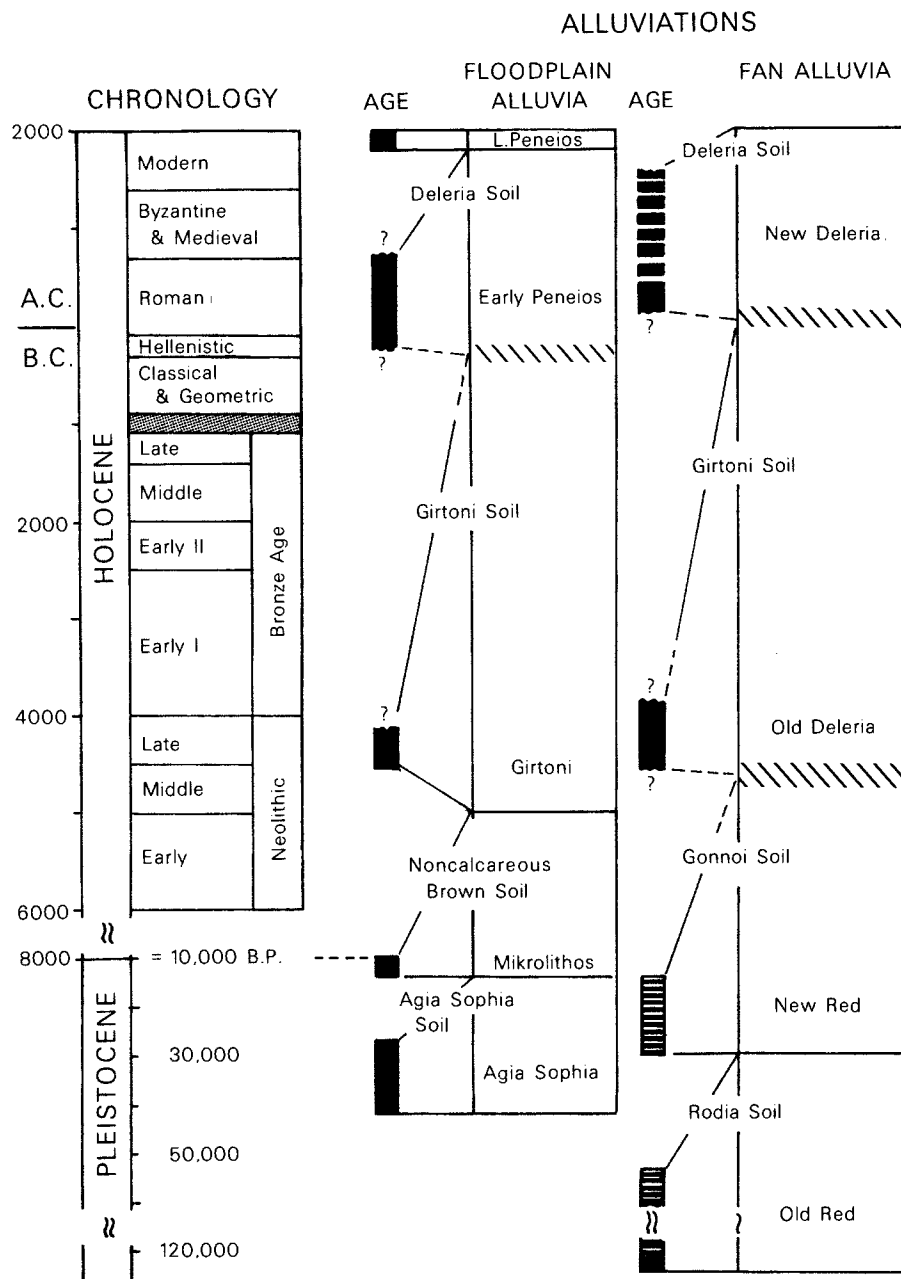 ALLUVIATIONS
CHRONOLOGY
AGE
FLOODPLAIN
ALLUVIA
AGE
FAN ALLUVIA
2000
A.C.
B.C.
2000
4000
6000
8000
HOLOCENE
PLEISTOCENE
Modern
Byzantine
& Medieval
Roman
Hellenistic
Classical
& Geometric
Late
Middle
Early II
Early I
Bronze Age
Late
Middle
Early
Neolithic
= 10,000 B.P.
30,000
50,000
120,000
L.Peneios
Deleria Soil
?
Early Peneios
?
Girtoni Soil
?
Girtoni
Noncalcareous
Brown Soil
Mikrolithos
Agia Sophia
Soil
Agia Sophia
Deleria Soil
New Deleria
?
Girtoni Soil
?
Old Deleria
?
Gonnoi Soil
New Red
Rodia Soil
Old Red